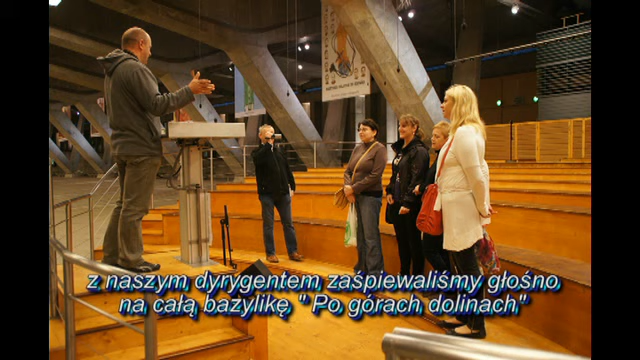 z naszym dyrygentem zaśpiewaliśmy głośno
na całą bazylikę " Po górach dolinach"